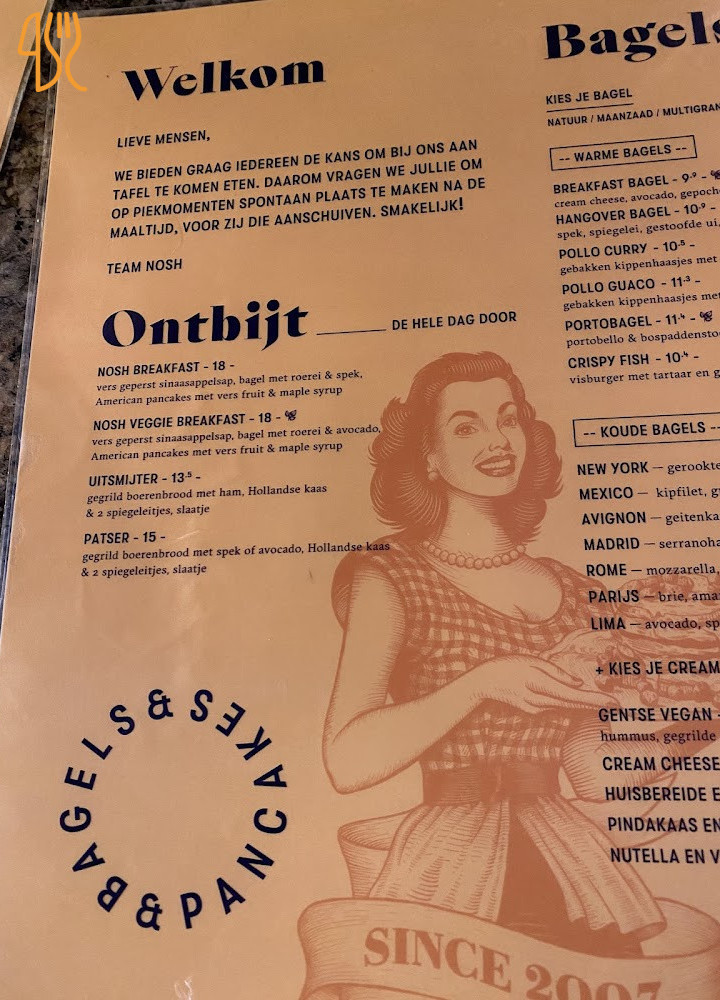 Welkom
LIEVE MENSEN,
WE BIEDEN GRAAG IEDEREEN DE KANS OM BIJ ONS AAN
TAFEL TE KOMEN ETEN. DAAROM VRAGEN WE JULLIE OM
OP PIEKMOMENTEN SPONTAAN PLAATS TE MAKEN NA DE
MAALTIJD, VOOR ZIJ DIE AANSCHUIVEN. SMAKELIJK!
TEAM NOSH
Ontbijt ______ DE HELE DAG DOOR
NOSH BREAKFAST - 18 -
vers geperst sinaasappelsap, bagel met roerei & spek,
American pancakes met vers fruit & maple syrup
NOSH VEGGIE BREAKFAST - 18 -
vers geperst sinaasappelsap, bagel met roerei & avocado,
American pancakes met vers fruit & maple syrup
UITSMIJTER - 13.5 -
gegrild boerenbrood met ham, Hollandse kaas
& 2 spiegeleitjes, slaatje
PATSER - 15 -
gegrild boerenbrood met spek of avocado, Hollandse kaas
& 2 spiegeleitjes, slaatje
BAGELS & PANCAKES &
SINCE 2007
Bagels
KIES JE BAGEL
NATUUR / MAANZAAD / MULTIGRAN
-- WARME BAGELS --
BREAKFAST BAGEL - 9.9 -
cream cheese, avocado, gepoch
HANGOVER BAGEL - 10.9 -
spek, spiegelei, gestoofde ui,
POLLO CURRY - 10.5 -
gebakken kippenhaasjes met
POLLO GUACO - 11.3 -
gebakken kippenhaasjes met
PORTOBAGEL - 11.4 -
portobello & bospaddensto
CRISPY FISH - 10.4 -
visburger met tartaar en g
-- KOUDE BAGELS --
NEW YORK — gerookte
MEXICO — kipfilet, g
AVIGNON — geitenka
MADRID — serranoha
ROME — mozzarella,
PARIJS — brie, ama
LIMA — avocado, sp
+ KIES JE CREAM
GENTSE VEGAN -
hummus, gegrilde
CREAM CHEESE
HUISBEREIDE E
PINDAKAAS EN
NUTELLA EN V